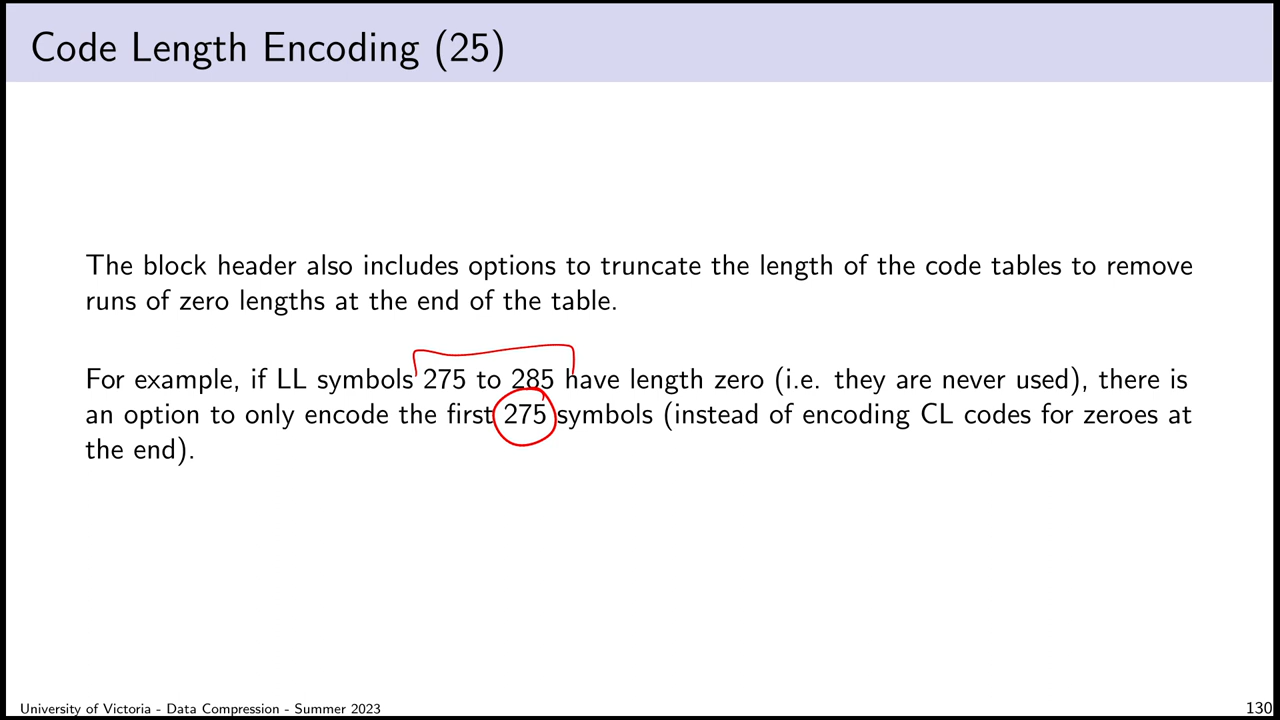 Code Length Encoding (25)
The block header also includes options to truncate the length of the code tables to remove
runs of zero lengths at the end of the table.
For example, if LL symbols 275 to 285 have length zero (i.e. they are never used), there is
an option to only encode the first 275 symbols (instead of encoding CL codes for zeroes at
the end).
University of Victoria - Data Compression - Summer 2023
130